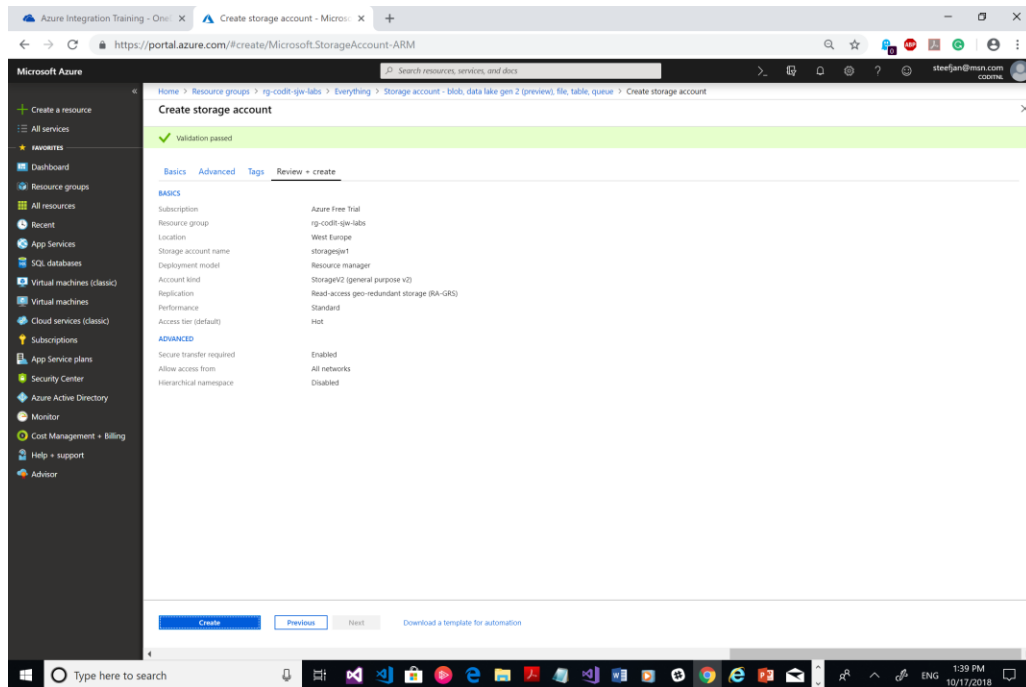 Azure Integration Training - One
Create storage account - Micros
https://portal.azure.com/#create/Microsoft.StorageAccount-ARM
ABP
0
Microsoft Azure
Search resources, services, and docs
steefjan@msn.com
Home > Resource groups > rg-codit-sjw-labs > Everything > Storage account - blob, data lake gen 2 (preview), file, table, queue > Create storage account
Create a resource
All services
FAVORITES
Dashboard
Resource groups
All resources
Recent
App Services
SQL databases
Virtual machines (classic)
Virtual machines
Cloud services (classic)
Subscriptions
App Service plans
Security Center
Azure Active Directory
Monitor
Cost Management + Billing
Help + support
Advisor
Create storage account
Validation passed
Basics Advanced Tags Review + create
BASICS
Subscription Azure Free Trial
Resource group rg-codit-sjw-labs
Location West Europe
Storage account name storagesjw1
Deployment model Resource manager
Account kind StorageV2 (general purpose v2)
Replication Read-access geo-redundant storage (RA-GRS)
Performance Standard
Access tier (default) Hot
ADVANCED
Secure transfer required Enabled
Allow access from All networks
Hierarchical namespace Disabled
Create Previous Next Download a template for automation
Type here to search
ENG
1:39 PM
10/17/2018